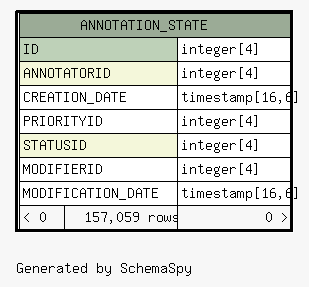 ANNOTATION_STATE
ID integer[4]
ANNOTATORID integer[4]
CREATION_DATE timestamp[16,6]
PRIORITYID integer[4]
STATUSID integer[4]
MODIFIERID integer[4]
MODIFICATION_DATE timestamp[16,6]
< 0 157,059 rows 0 >
Generated by SchemaSpy